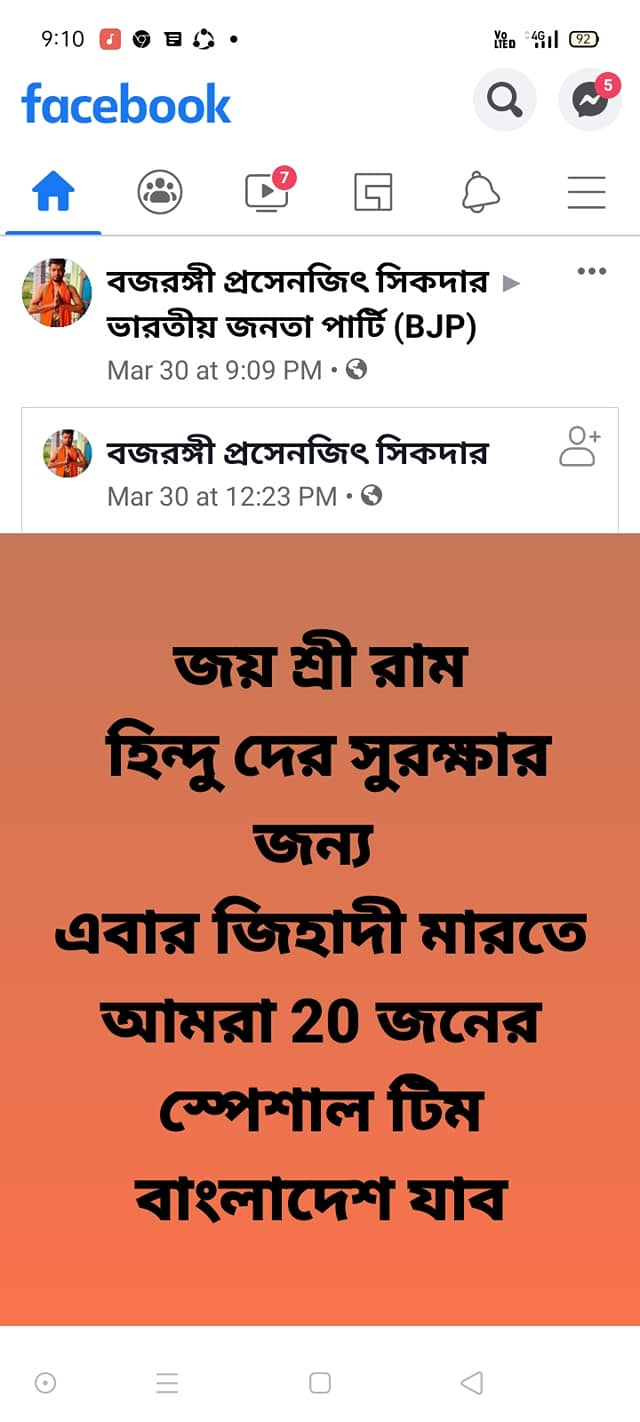 9:10
Vo LTED 4G 92
facebook
5
7
বজরঙ্গী প্রসেনজিৎ সিকদার ▸
ভারতীয় জনতা পার্টি (BJP)
Mar 30 at 9:09 PM •
বজরঙ্গী প্রসেনজিৎ সিকদার
Mar 30 at 12:23 PM •
জয় শ্রী রাম
হিন্দু দের সুরক্ষার
জন্য
এবার জিহাদী মারতে
আমরা 20 জনের
স্পেশাল টিম
বাংলাদেশ যাব